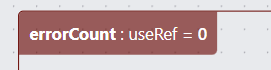 errorCount : useRef = 0